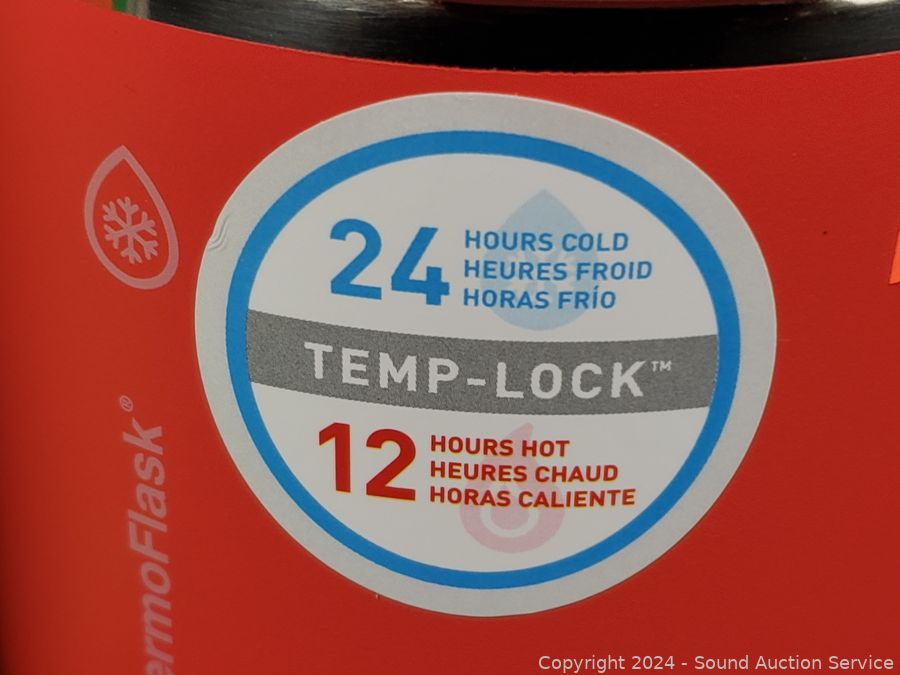 24 HOURS COLD
HEURES FROID
HORAS FRÍO
TEMP-LOCK™
12 HOURS HOT
HEURES CHAUD
HORAS CALIENTE
ermoFlask®
Copyright 2024 - Sound Auction Service